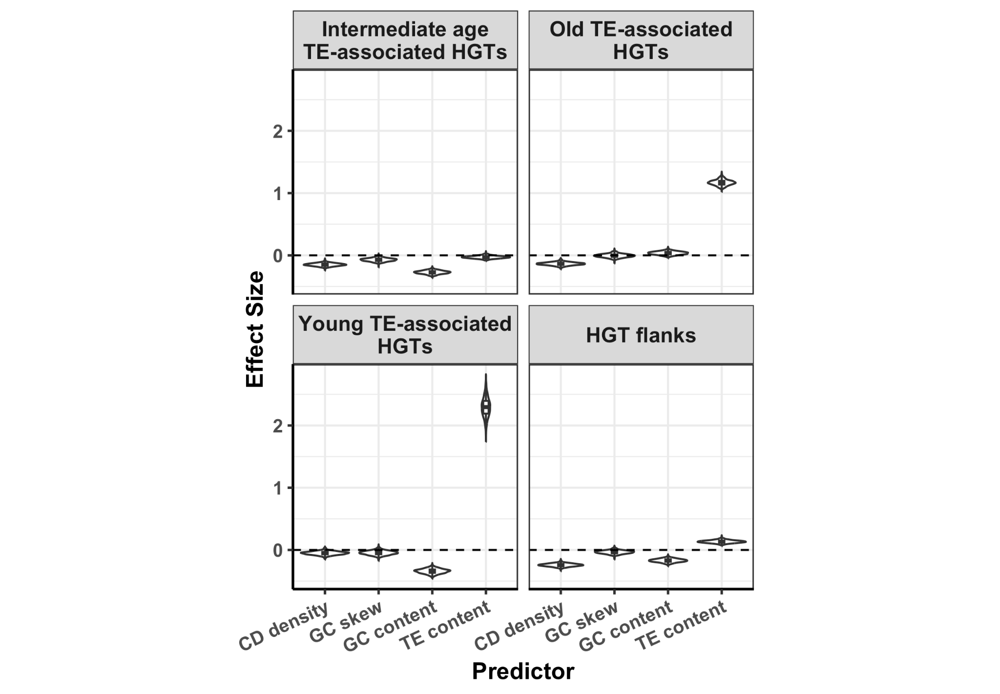 Intermediate age
TE-associated HGTs
Old TE-associated
HGTs
2
1
0
Effect Size
Young TE-associated
HGTs
HGT flanks
2
1
0
CD density
GC skew
GC content
TE content
CD density
GC skew
GC content
TE content
Predictor